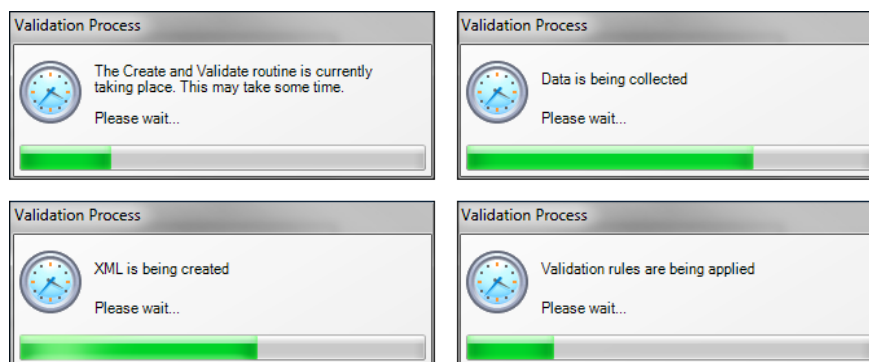 Validation Process
The Create and Validate routine is currently
taking place. This may take some time.
Please wait...
Validation Process
Data is being collected
Please wait...
Validation Process
XML is being created
Please wait...
Validation Process
Validation rules are being applied
Please wait...